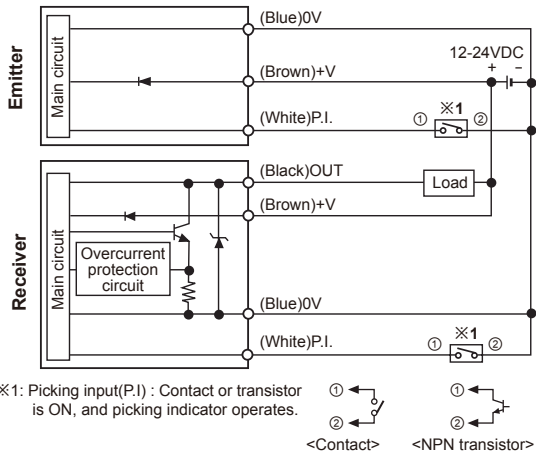 Emitter
Main circuit
(Blue)0V
12-24VDC
+ −
(Brown)+V
※1
(White)P.I.
① ②
Receiver
Main circuit
(Black)OUT
Load
(Brown)+V
Overcurrent
protection
circuit
(Blue)0V
※1
(White)P.I.
① ②
※1: Picking input(P.I) : Contact or transistor
is ON, and picking indicator operates.
①
②
<Contact>
①
②
<NPN transistor>